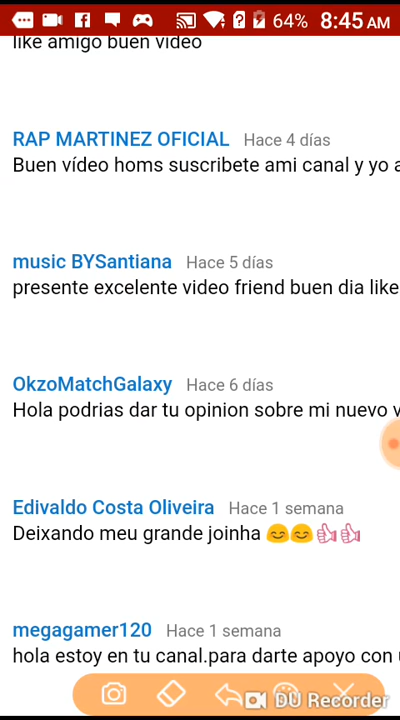 64% 8:45 AM
like amigo buen video
RAP MARTINEZ OFICIAL Hace 4 días
Buen vídeo homs suscribete ami canal y yo a
music BYSantiana Hace 5 días
presente excelente video friend buen dia like
OkzoMatchGalaxy Hace 6 días
Hola podrias dar tu opinion sobre mi nuevo v
Edivaldo Costa Oliveira Hace 1 semana
Deixando meu grande joinha 😊😊👍👍
megagamer120 Hace 1 semana
hola estoy en tu canal.para darte apoyo con
DU Recorder